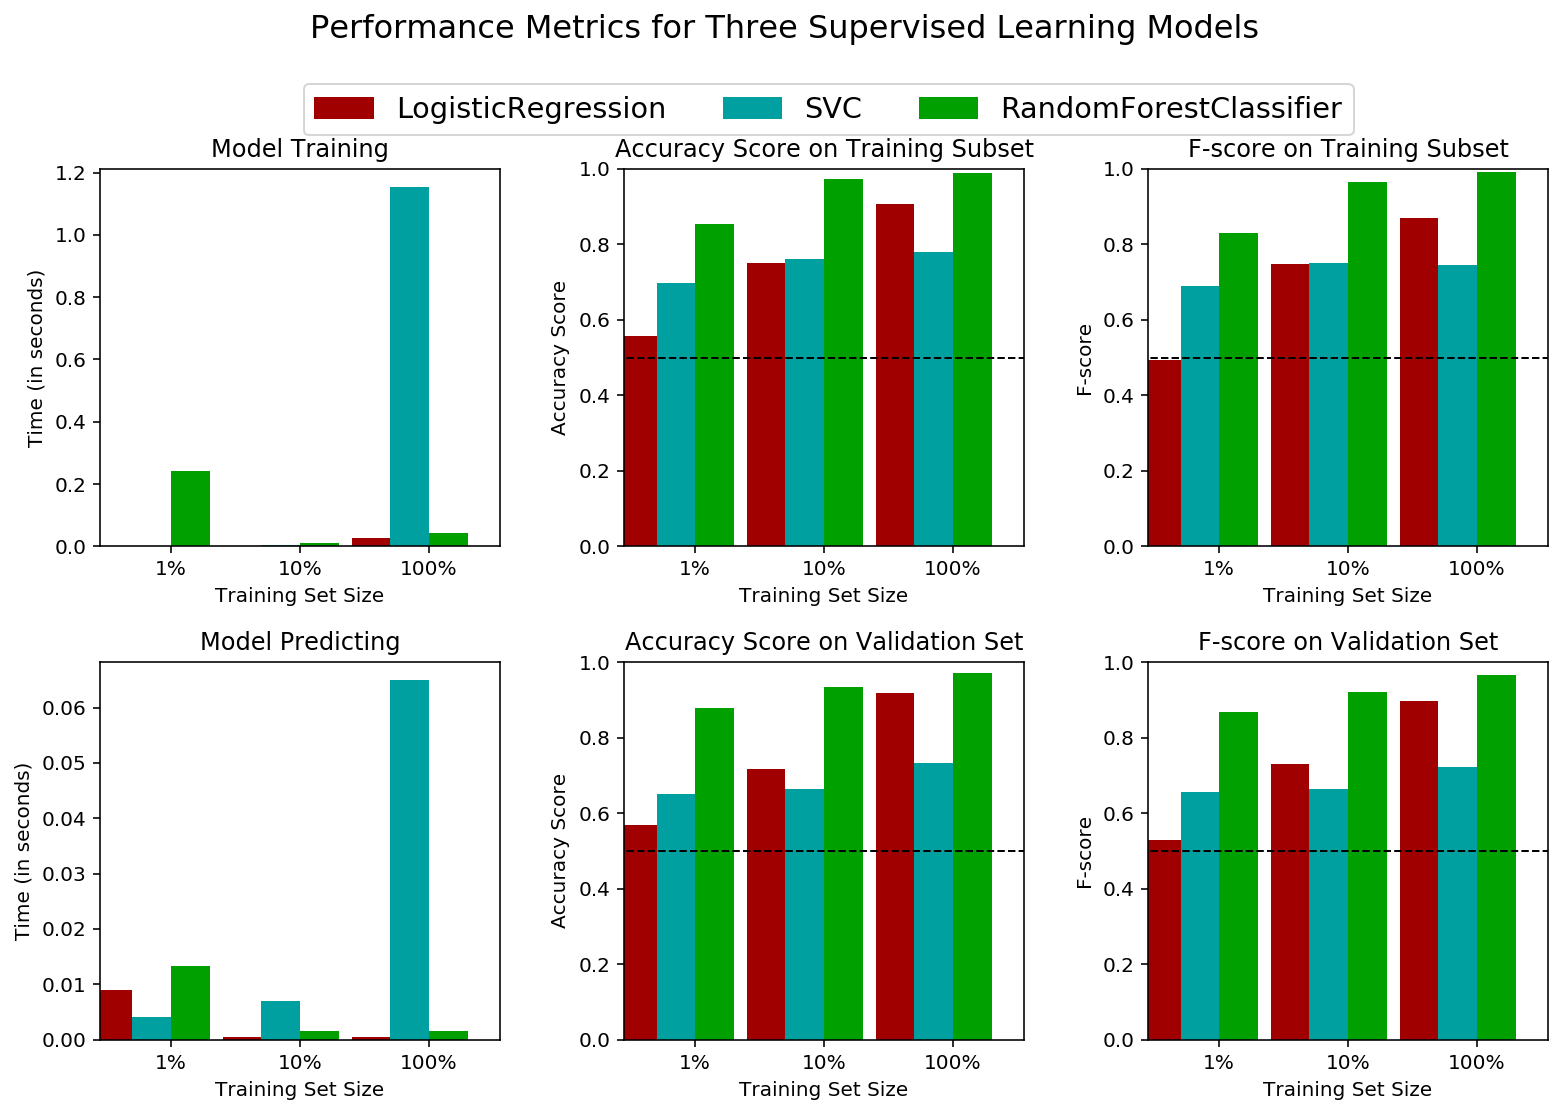 Performance Metrics for Three Supervised Learning Models
LogisticRegression SVC RandomForestClassifier
Model Training
1.2
1.0
0.8
0.6
0.4
0.2
0.0
Time (in seconds)
1% 10% 100%
Training Set Size
Accuracy Score on Training Subset
1.0
0.8
0.6
0.4
0.2
0.0
Accuracy Score
1% 10% 100%
Training Set Size
F-score on Training Subset
1.0
0.8
0.6
0.4
0.2
0.0
F-score
1% 10% 100%
Training Set Size
Model Predicting
0.06
0.05
0.04
0.03
0.02
0.01
0.00
Time (in seconds)
1% 10% 100%
Training Set Size
Accuracy Score on Validation Set
1.0
0.8
0.6
0.4
0.2
0.0
Accuracy Score
1% 10% 100%
Training Set Size
F-score on Validation Set
1.0
0.8
0.6
0.4
0.2
0.0
F-score
1% 10% 100%
Training Set Size